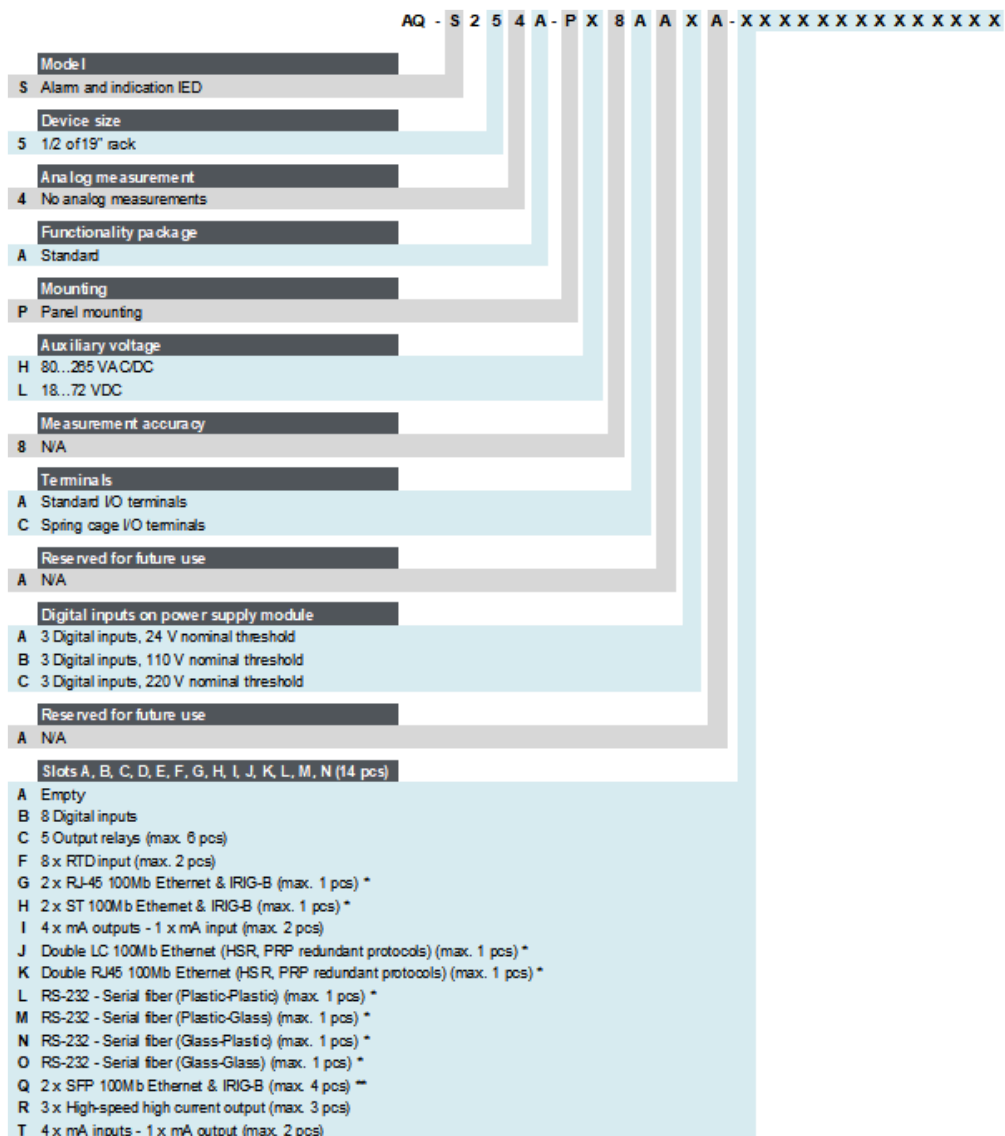 AQ - S 2 5 4 A - P X 8 A A X A - X X X X X X X X X X X X X X
Model
S Alarm and indication IED
Device size
5 1/2 of 19" rack
Analog measurement
4 No analog measurements
Functionality package
A Standard
Mounting
P Panel mounting
Auxiliary voltage
H 80...265 VAC/DC
L 18...72 VDC
Measurement accuracy
8 N/A
Terminals
A Standard I/O terminals
C Spring cage I/O terminals
Reserved for future use
A N/A
Digital inputs on power supply module
A 3 Digital inputs, 24 V nominal threshold
B 3 Digital inputs, 110 V nominal threshold
C 3 Digital inputs, 220 V nominal threshold
Reserved for future use
A N/A
Slots A, B, C, D, E, F, G, H, I, J, K, L, M, N (14 pcs)
A Empty
B 8 Digital inputs
C 5 Output relays (max. 6 pcs)
F 8 x RTD input (max. 2 pcs)
G 2 x RJ-45 100Mb Ethernet & IRIG-B (max. 1 pcs) *
H 2 x ST 100Mb Ethernet & IRIG-B (max. 1 pcs) *
I 4 x mA outputs - 1 x mA input (max. 2 pcs)
J Double LC 100Mb Ethernet (HSR, PRP redundant protocols) (max. 1 pcs) *
K Double RJ45 100Mb Ethernet (HSR, PRP redundant protocols) (max. 1 pcs) *
L RS-232 - Serial fiber (Plastic-Plastic) (max. 1 pcs) *
M RS-232 - Serial fiber (Plastic-Glass) (max. 1 pcs) *
N RS-232 - Serial fiber (Glass-Plastic) (max. 1 pcs) *
O RS-232 - Serial fiber (Glass-Glass) (max. 1 pcs) *
Q 2 x SFP 100Mb Ethernet & IRIG-B (max. 4 pcs) **
R 3 x High-speed high current output (max. 3 pcs)
T 4 x mA inputs - 1 x mA output (max. 2 pcs)